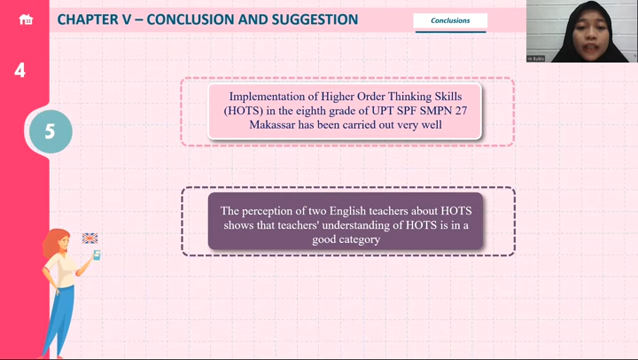 CHAPTER V – CONCLUSION AND SUGGESTION
Conclusions
4
5
Implementation of Higher Order Thinking Skills
(HOTS) in the eighth grade of UPT SPF SMPN 27
Makassar has been carried out very well
The perception of two English teachers about HOTS
shows that teachers' understanding of HOTS is in a
good category